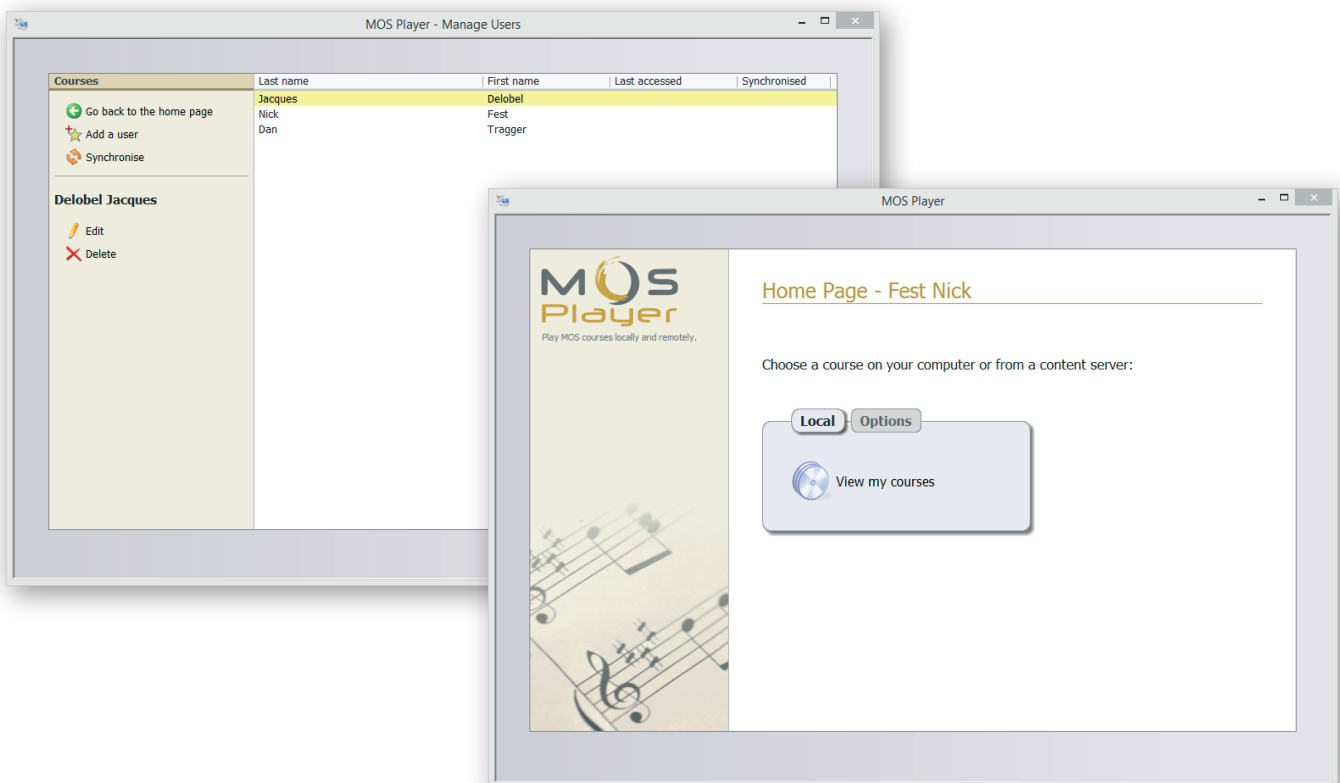 MOS Player - Manage Users
Courses
Last name First name Last accessed Synchronised
Go back to the home page
Add a user
Synchronise
Jacques Delobel
Nick Fest
Dan Tragger
Delobel Jacques
Edit
Delete
MOS Player
MOS
Player
Play MOS courses locally and remotely.
Home Page - Fest Nick
Choose a course on your computer or from a content server:
Local Options
View my courses